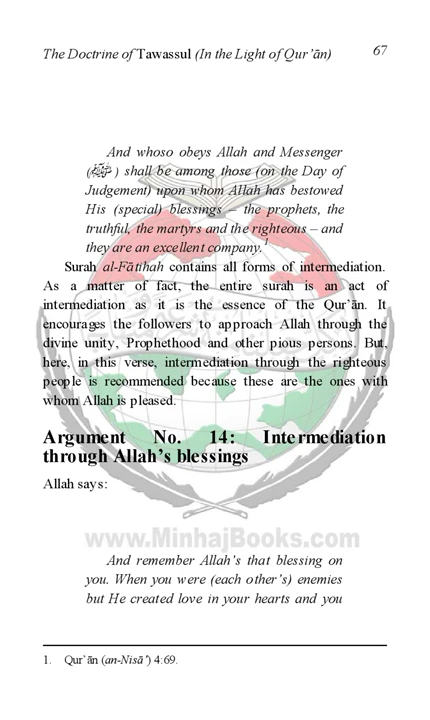 The Doctrine of Tawassul (In the Light of Qur’ān) 67
And whoso obeys Allah and Messenger
(ﷺ) shall be among those (on the Day of
Judgement) upon whom Allah has bestowed
His (special) blessings – the prophets, the
truthful, the martyrs and the righteous – and
they are an excellent company.1
Surah al-Fātihah contains all forms of intermediation.
As a matter of fact, the entire surah is an act of
intermediation as it is the essence of the Qur’ān. It
encourages the followers to approach Allah through the
divine unity, Prophethood and other pious persons. But,
here, in this verse, intermediation through the righteous
people is recommended because these are the ones with
whom Allah is pleased.
Argument No. 14: Intermediation
through Allah’s blessings
Allah says:
www.MinhajBooks.com
And remember Allah’s that blessing on
you. When you were (each other’s) enemies
but He created love in your hearts and you
1. Qur’ān (an-Nisā’) 4:69.